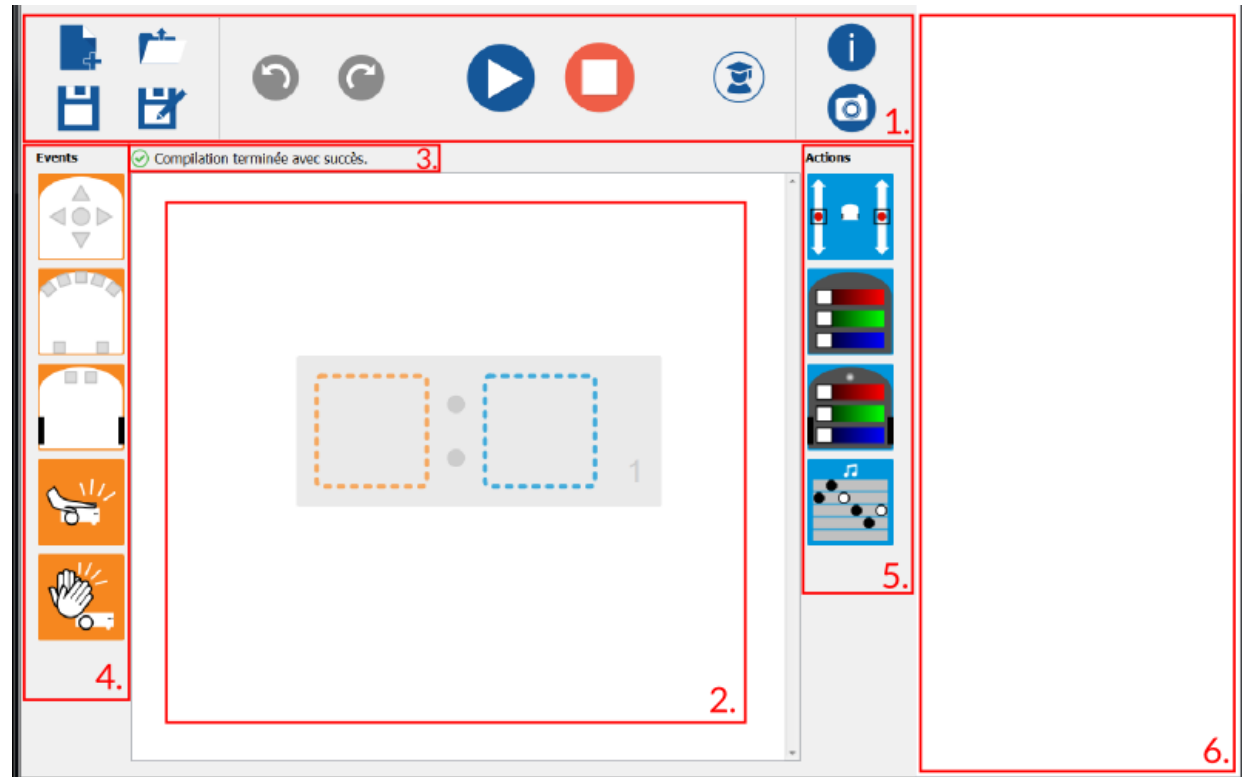 i
1.
Events
Compilation terminée avec succès.
3.
Actions
1
5.
4.
2.
6.